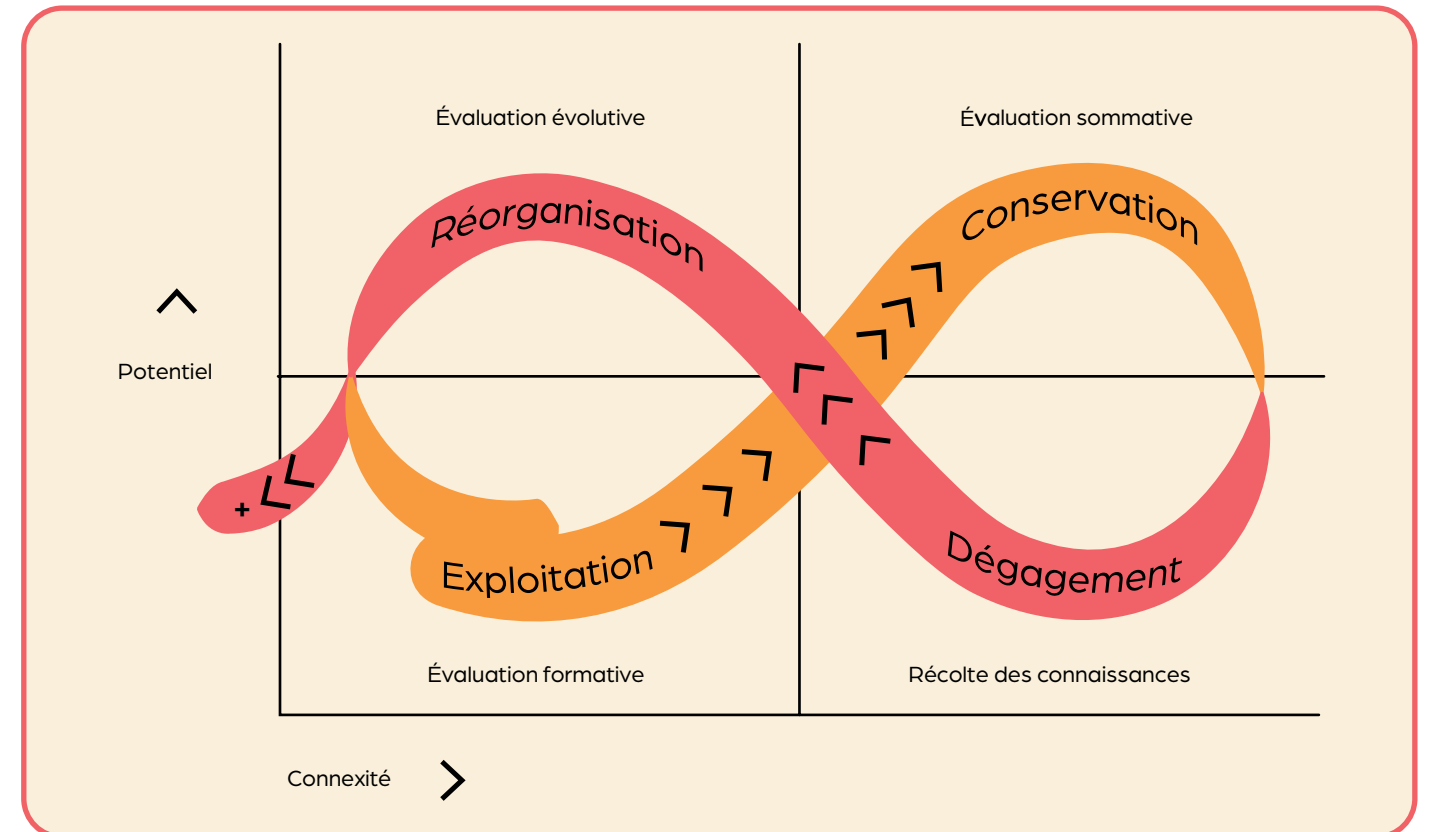 Évaluation évolutive
Évaluation sommative
Réorganisation
Conservation
Potentiel
+
Exploitation
Dégagement
Évaluation formative
Récolte des connaissances
Connexité